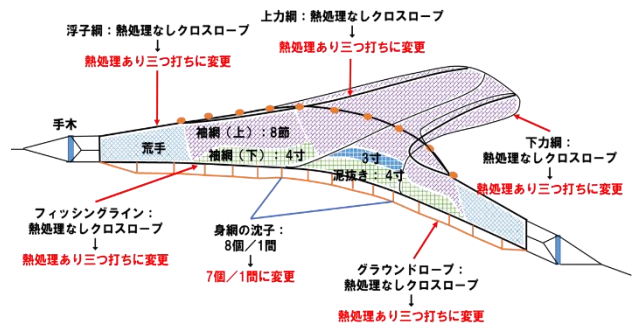 浮子綱：熱処理なしクロスロープ
↓
熱処理あり三つ打ちに変更
上力綱：熱処理なしクロスロープ
↓
熱処理あり三つ打ちに変更
手木
荒手
袖網（上）：8節
袖網（下）：4寸
3寸
泥抜き：4寸
下力綱：
熱処理なしクロスロープ
↓
熱処理あり三つ打ちに変更
フィッシングライン：
熱処理なしクロスロープ
↓
熱処理あり三つ打ちに変更
身網の沈子：
8個／1間
↓
7個／1間に変更
グラウンドロープ：
熱処理なしクロスロープ
↓
熱処理あり三つ打ちに変更